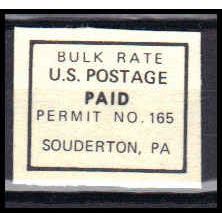 BULK RATE
U.S. POSTAGE
PAID
PERMIT NO. 165
SOUDERTON, PA